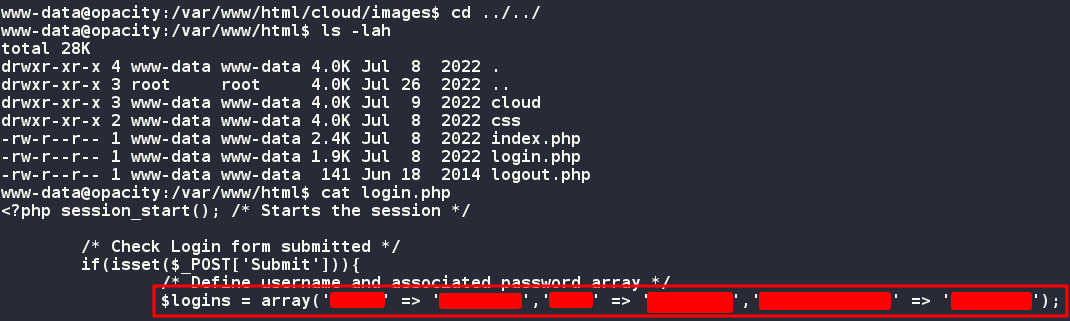 www-data@opacity:/var/www/html/cloud/images$ cd ../../
www-data@opacity:/var/www/html$ ls -lah
total 28K
drwxr-xr-x 4 www-data www-data 4.0K Jul  8  2022 .
drwxr-xr-x 3 root     root     4.0K Jul 26  2022 ..
drwxr-xr-x 3 www-data www-data 4.0K Jul  9  2022 cloud
drwxr-xr-x 2 www-data www-data 4.0K Jul  8  2022 css
-rw-r--r-- 1 www-data www-data 2.4K Jul  8  2022 index.php
-rw-r--r-- 1 www-data www-data 1.9K Jul  8  2022 login.php
-rw-r--r-- 1 www-data www-data  141 Jun 18  2014 logout.php
www-data@opacity:/var/www/html$ cat login.php
<?php session_start(); /* Starts the session */
        /* Check Login form submitted */
        if(isset($_POST['Submit'])){
                /* Define username and associated password array */
                $logins = array('' => '','' => '','' => '');